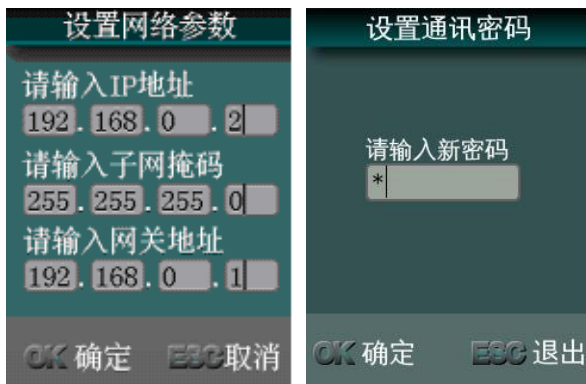 设置网络参数
请输入IP地址
192.168.0.2
请输入子网掩码
255.255.255.0
请输入网关地址
192.168.0.1
OK 确定 ESC取消
设置通讯密码
请输入新密码
*
OK 确定 ESC 退出